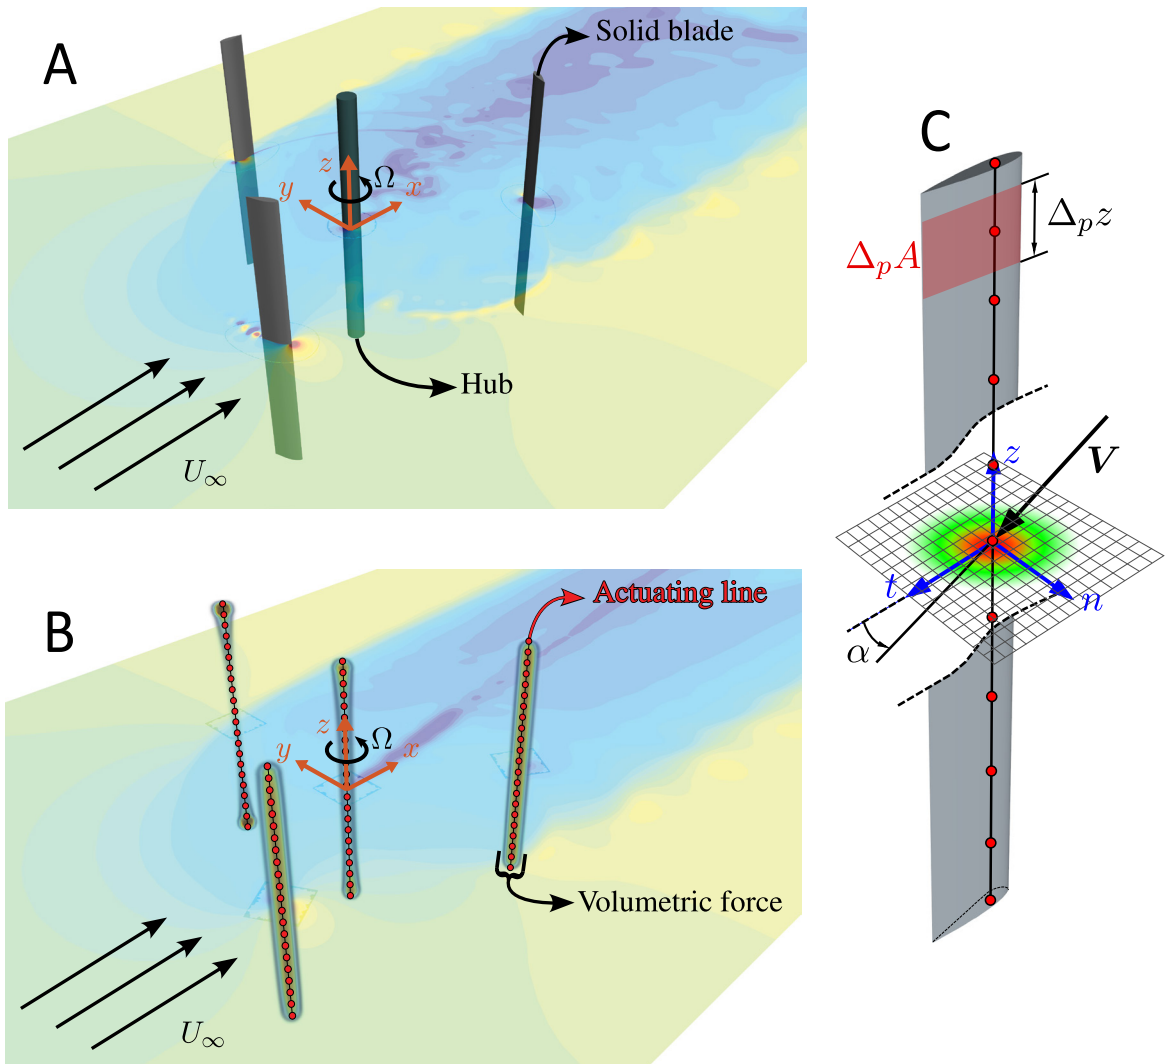 A
Solid blade
z
Ω
y
x
Hub
U∞
B
Actuating line
z
Ω
y
x
Volumetric force
U∞
C
Δₚz
ΔₚA
z
V
t
n
α